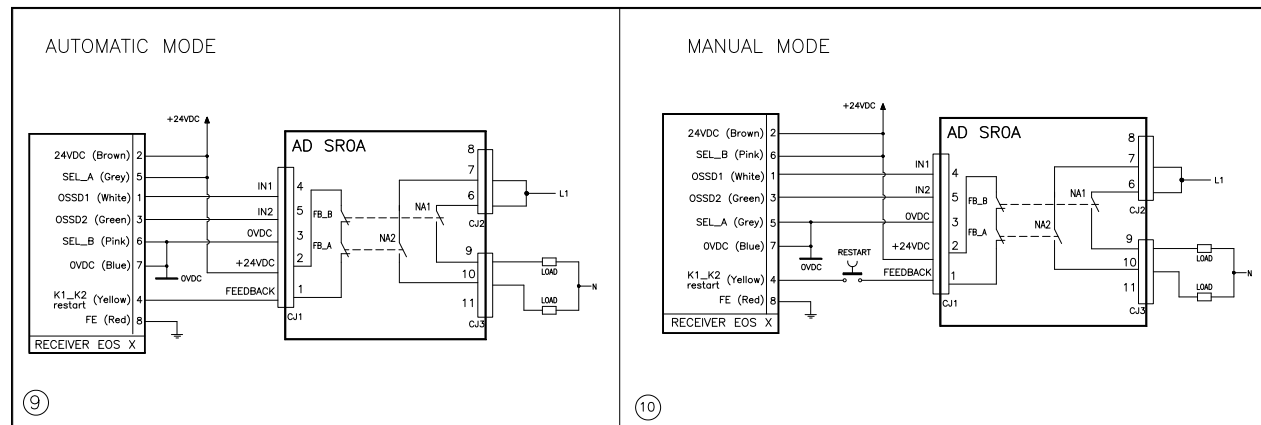 AUTOMATIC MODE
+24VDC
24VDC (Brown) 2
SEL_A (Grey) 5
OSSD1 (White) 1
OSSD2 (Green) 3
SEL_B (Pink) 6
0VDC (Blue) 7
K1_K2 restart (Yellow) 4
FE (Red) 8
RECEIVER EOS X
0VDC
IN1
IN2
0VDC
+24VDC
FEEDBACK
AD SR0A
4
5
3
2
1
CJ1
FB_B
FB_A
NA1
NA2
8
7
6
CJ2
9
10
11
CJ3
L1
LOAD
LOAD
N
9
MANUAL MODE
+24VDC
24VDC (Brown) 2
SEL_B (Pink) 6
OSSD1 (White) 1
OSSD2 (Green) 3
SEL_A (Grey) 5
0VDC (Blue) 7
K1_K2 restart (Yellow) 4
FE (Red) 8
RECEIVER EOS X
0VDC
RESTART
IN1
IN2
0VDC
+24VDC
FEEDBACK
AD SR0A
4
5
3
2
1
CJ1
FB_B
FB_A
NA1
NA2
8
7
6
CJ2
9
10
11
CJ3
L1
LOAD
LOAD
N
10